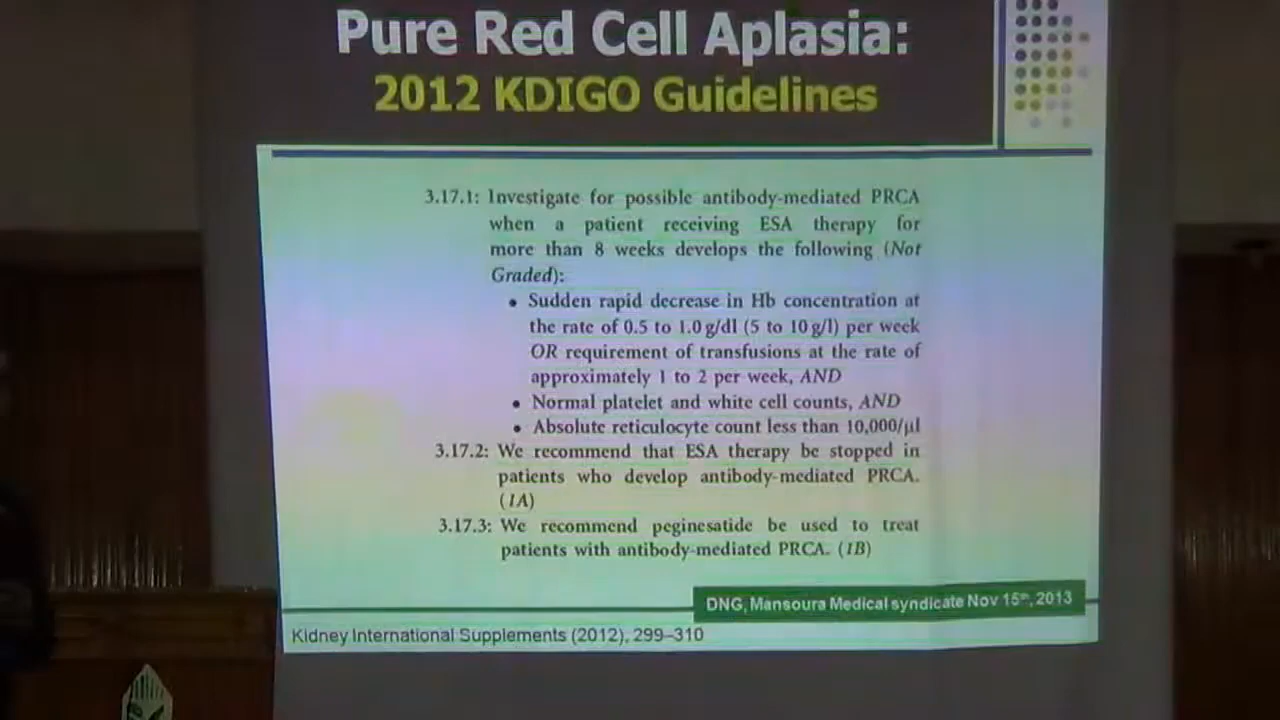 Pure Red Cell Aplasia:
2012 KDIGO Guidelines
3.17.1: Investigate for possible antibody-mediated PRCA
when a patient receiving ESA therapy for
more than 8 weeks develops the following (Not
Graded):
• Sudden rapid decrease in Hb concentration at
the rate of 0.5 to 1.0 g/dl (5 to 10 g/l) per week
OR requirement of transfusions at the rate of
approximately 1 to 2 per week, AND
• Normal platelet and white cell counts, AND
• Absolute reticulocyte count less than 10,000/µl
3.17.2: We recommend that ESA therapy be stopped in
patients who develop antibody-mediated PRCA.
(1A)
3.17.3: We recommend peginesatide be used to treat
patients with antibody-mediated PRCA. (1B)
DNG, Mansoura Medical syndicate Nov 15th, 2013
Kidney International Supplements (2012), 299–310